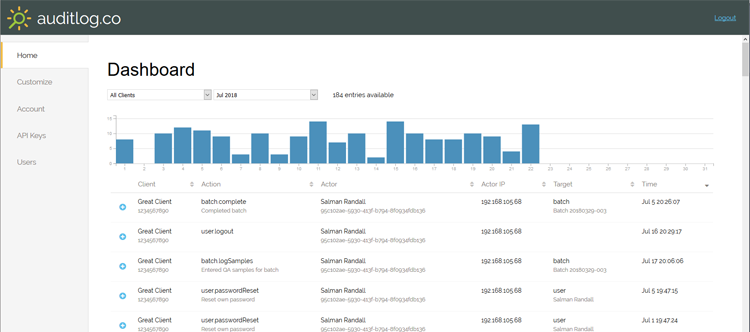 auditlog.co
Logout
Home
Customize
Account
API Keys
Users
Dashboard
All Clients Jul 2018 184 entries available
15
10
5
0
1 2 3 4 5 6 7 8 9 10 11 12 13 14 15 16 17 18 19 20 21 22 23 24 25 26 27 28 29 30 31
Client Action Actor Actor IP Target Time
Great Client batch.complete Salman Randall 192.168.105.68 batch Jul 5 20:26:07
1234567890 Completed batch 95c102ae-5930-413f-b794-8f0934fdb136 Batch 20180329-003
Great Client user.logout Salman Randall 192.168.105.68 Jul 16 20:29:17
1234567890 95c102ae-5930-413f-b794-8f0934fdb136
Great Client batch.logSamples Salman Randall 192.168.105.68 batch Jul 17 20:06:06
1234567890 Entered QA samples for batch 95c102ae-5930-413f-b794-8f0934fdb136 Batch 20180329-003
Great Client user.passwordReset Salman Randall 192.168.105.68 user Jul 5 19:47:15
1234567890 Reset own password 95c102ae-5930-413f-b794-8f0934fdb136 Salman Randall
Great Client user.passwordReset Salman Randall 192.168.105.68 user Jul 1 19:47:24
1234567890 Reset own password 95c102ae-5930-413f-b794-8f0934fdb136 Salman Randall